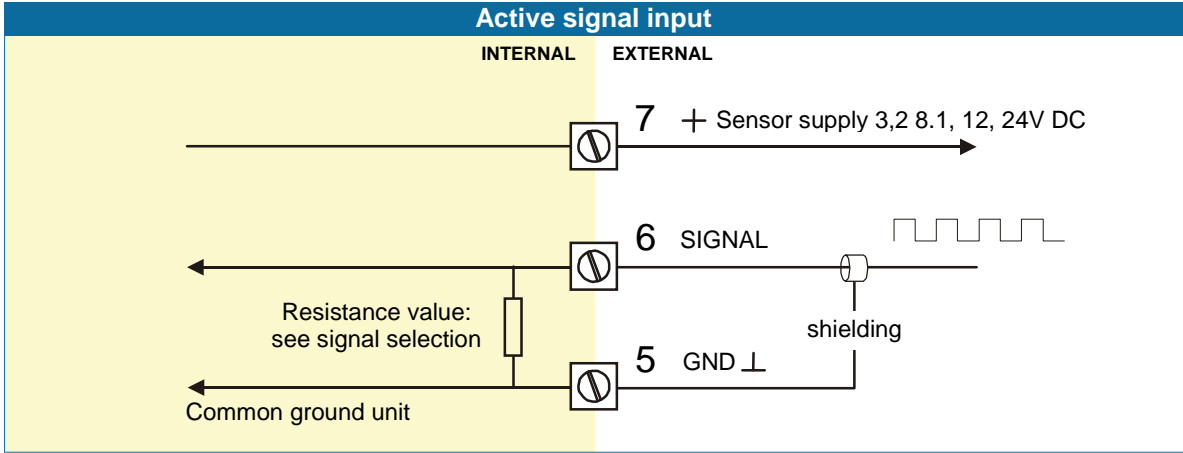 Active signal input
INTERNAL EXTERNAL
7 + Sensor supply 3,2 8.1, 12, 24V DC
6 SIGNAL
Resistance value:
see signal selection
shielding
5 GND ⊥
Common ground unit